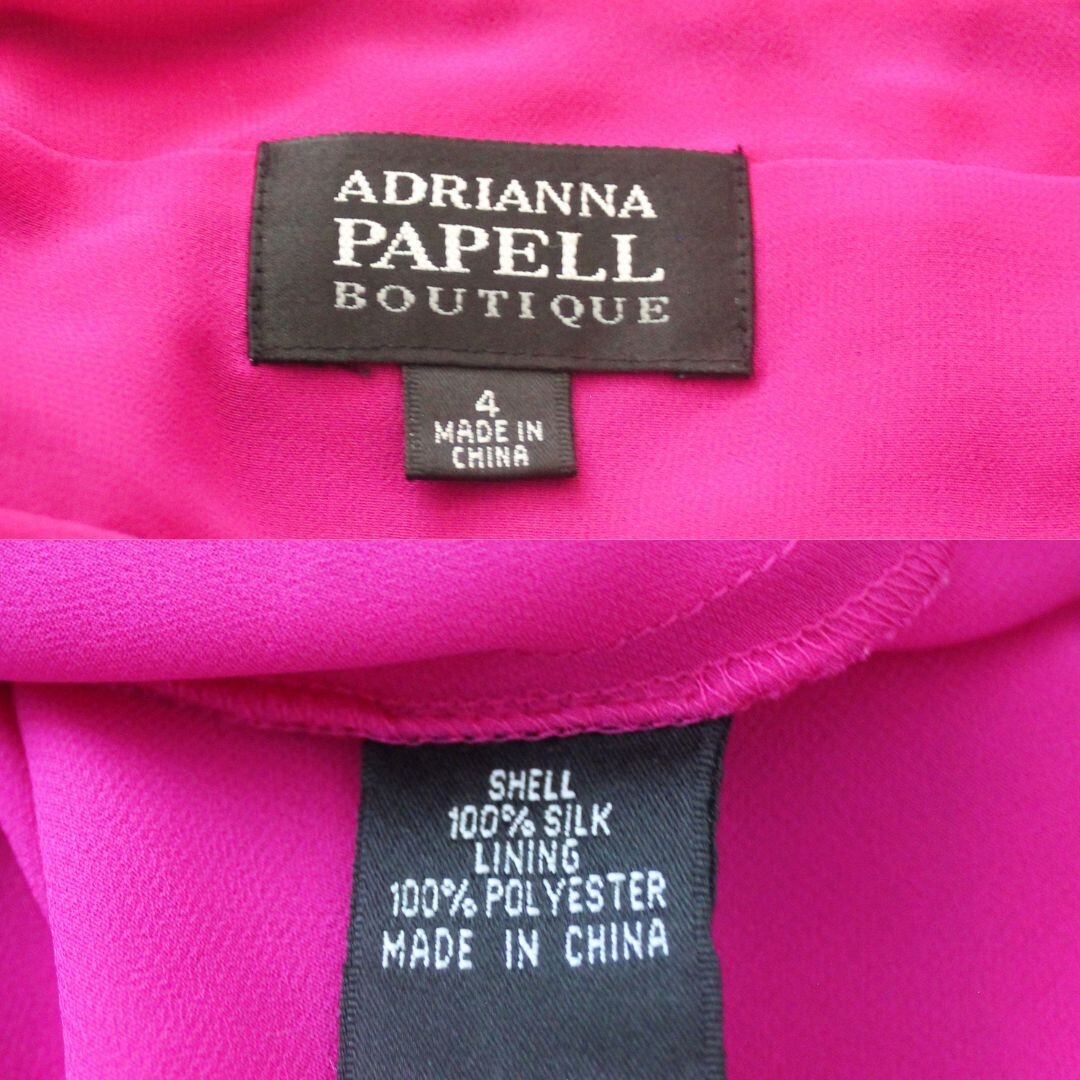 ADRIANNA
PAPELL
BOUTIQUE
4
MADE IN
CHINA
SHELL
100% SILK
LINING
100% POLYESTER
MADE IN CHINA